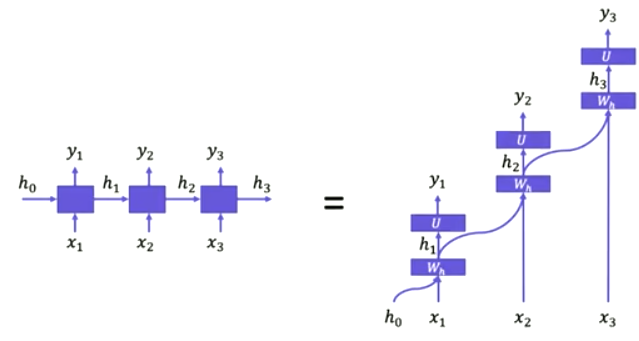 y₁ y₂ y₃
h₀ h₁ h₂ h₃
x₁ x₂ x₃
=
y₃
U
h₃
Wₕ
y₂
U
h₂
Wₕ
y₁
U
h₁
Wₕ
h₀ x₁ x₂ x₃